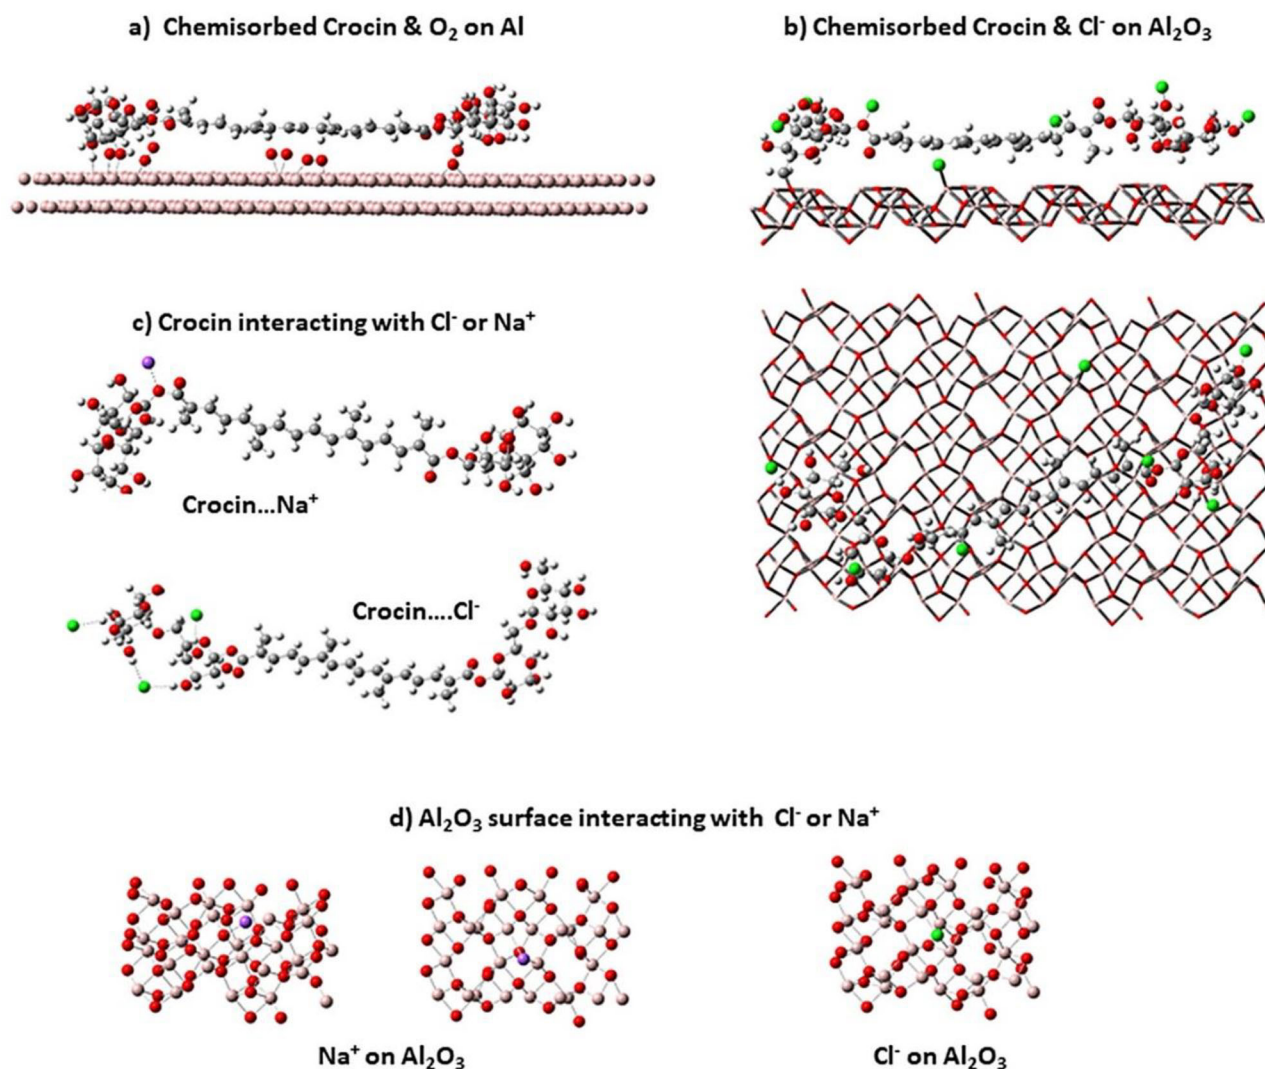 a) Chemisorbed Crocin & O₂ on Al
b) Chemisorbed Crocin & Cl⁻ on Al₂O₃
c) Crocin interacting with Cl⁻ or Na⁺
Crocin...Na⁺
Crocin....Cl⁻
d) Al₂O₃ surface interacting with Cl⁻ or Na⁺
Na⁺ on Al₂O₃
Cl⁻ on Al₂O₃